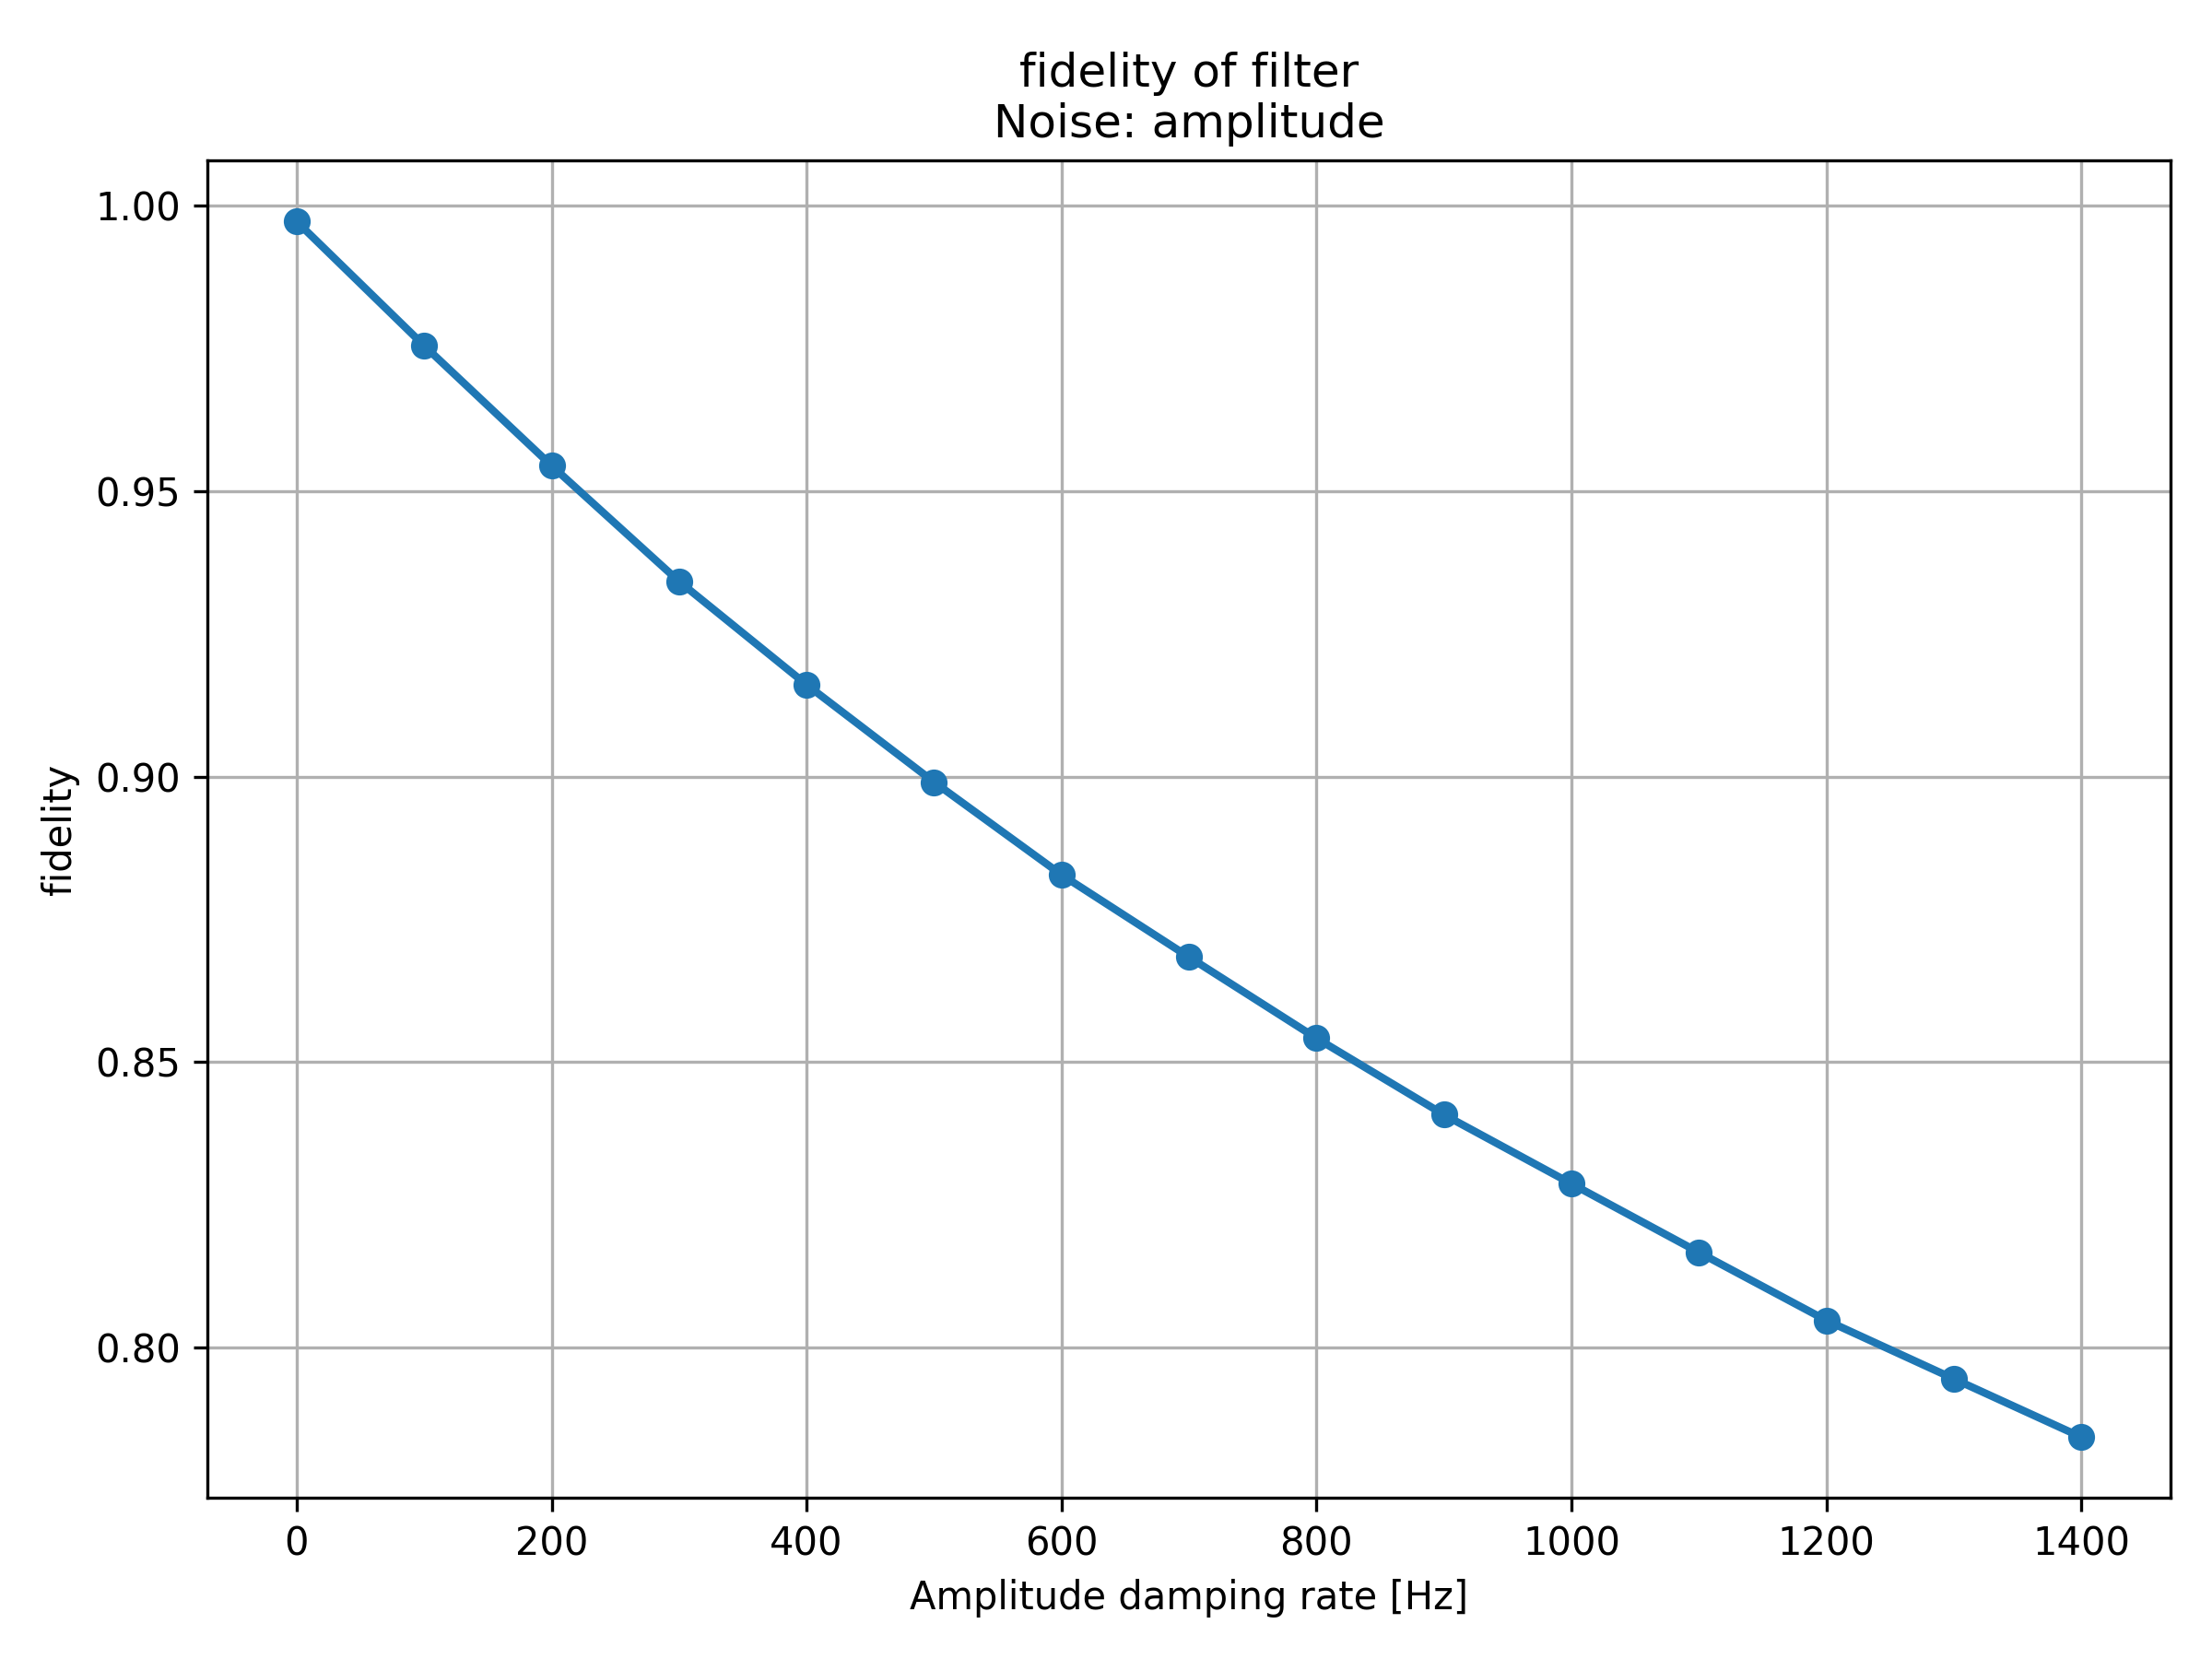 fidelity of filter
Noise: amplitude
1.00
0.95
0.90
0.85
0.80
fidelity
0 200 400 600 800 1000 1200 1400
Amplitude damping rate [Hz]